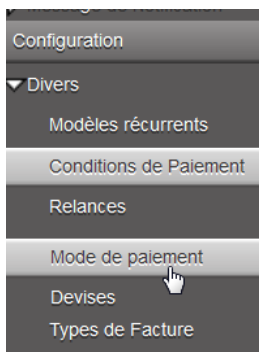 Configuration
Divers
Modèles récurrents
Conditions de Paiement
Relances
Mode de paiement
Devises
Types de Facture